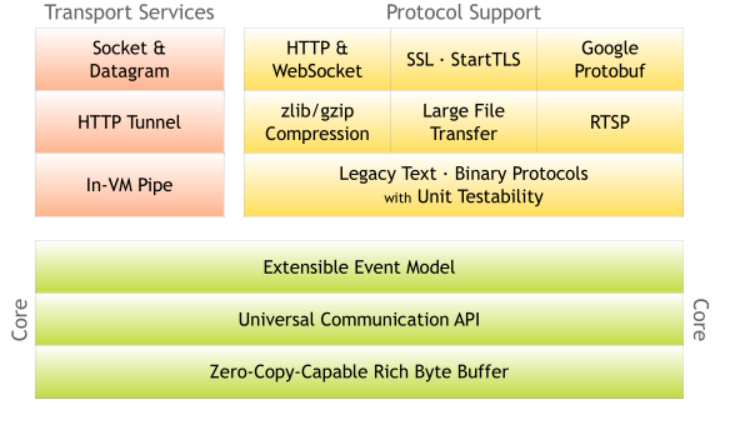 Transport Services
Socket &
Datagram
HTTP Tunnel
In-VM Pipe
Protocol Support
HTTP &
WebSocket
SSL · StartTLS
Google
Protobuf
zlib/gzip
Compression
Large File
Transfer
RTSP
Legacy Text · Binary Protocols
with Unit Testability
Core
Extensible Event Model
Universal Communication API
Zero-Copy-Capable Rich Byte Buffer
Core